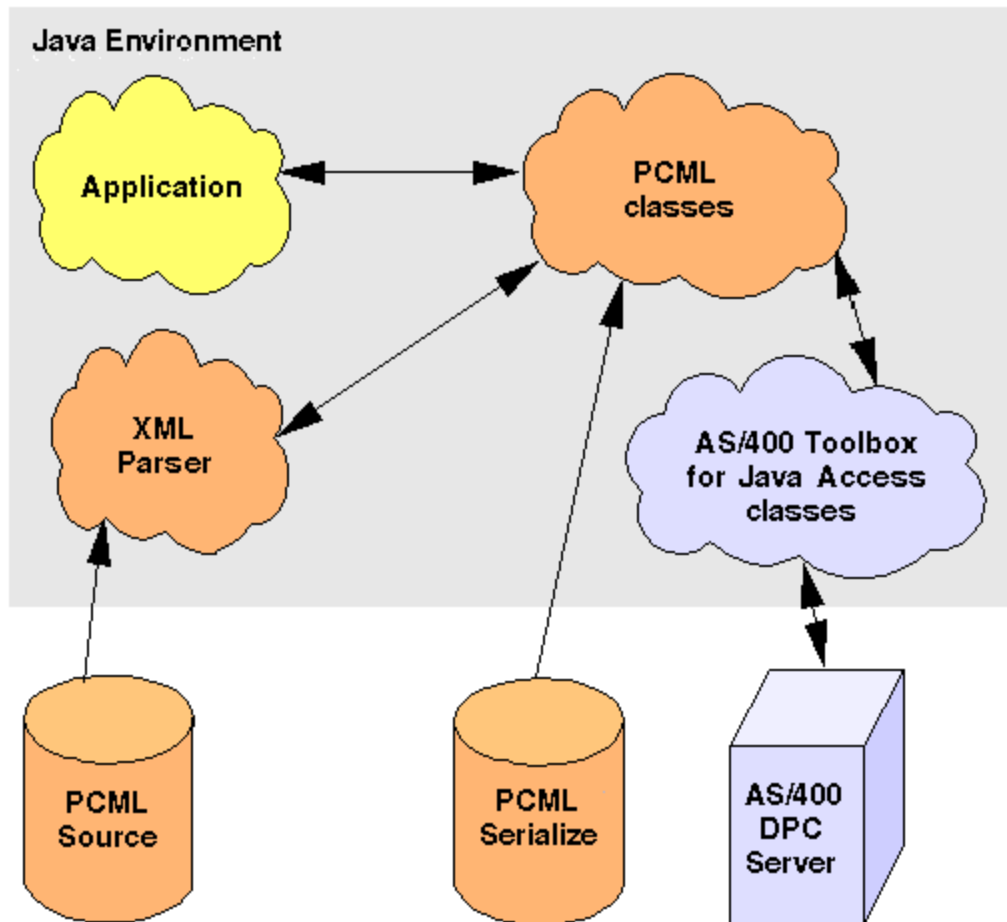 Java Environment
Application
PCML
classes
XML
Parser
AS/400 Toolbox
for Java Access
classes
PCML
Source
PCML
Serialize
AS/400
DPC
Server